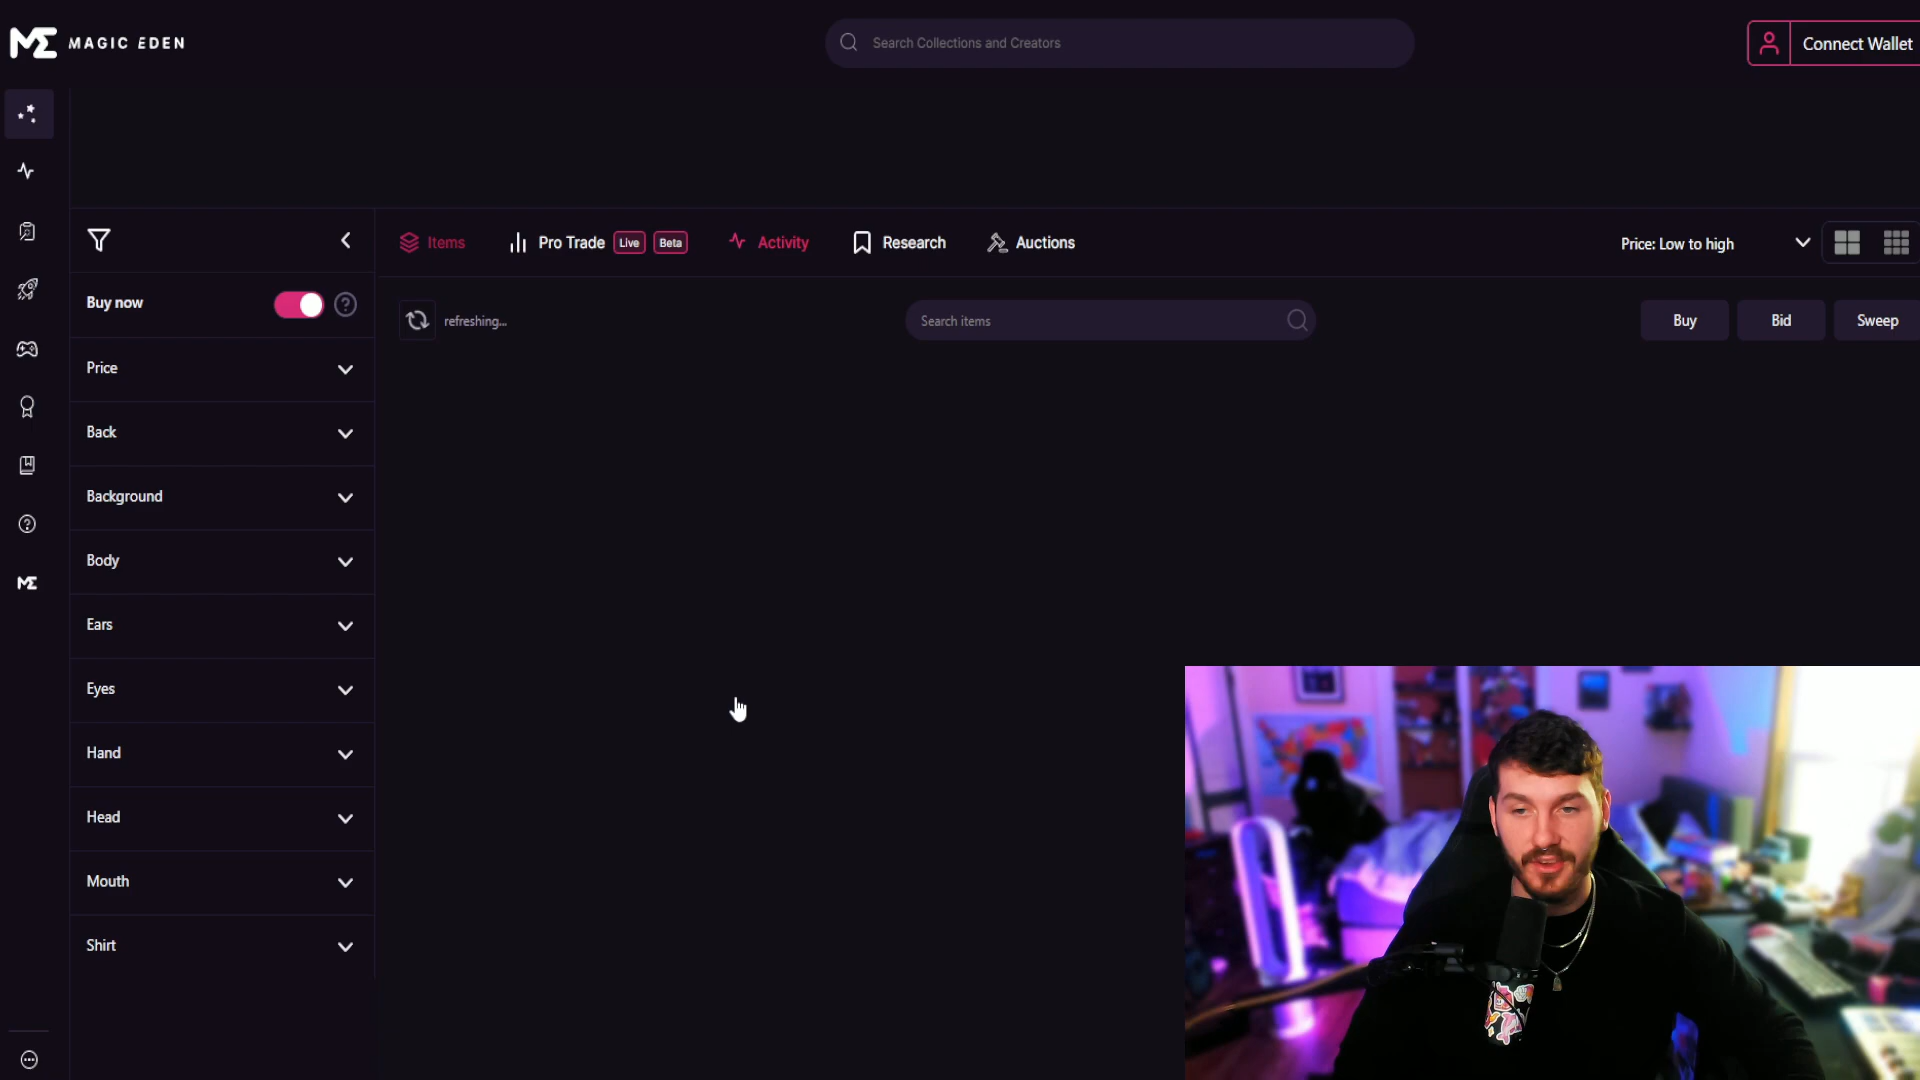 MAGIC EDEN
Search Collections and Creators
Connect Wallet
Items
Pro Trade
Live
Beta
Activity
Research
Auctions
Price: Low to high
Buy now
refreshing...
Search items
Buy
Bid
Sweep
Price
Back
Background
Body
Ears
Eyes
Hand
Head
Mouth
Shirt